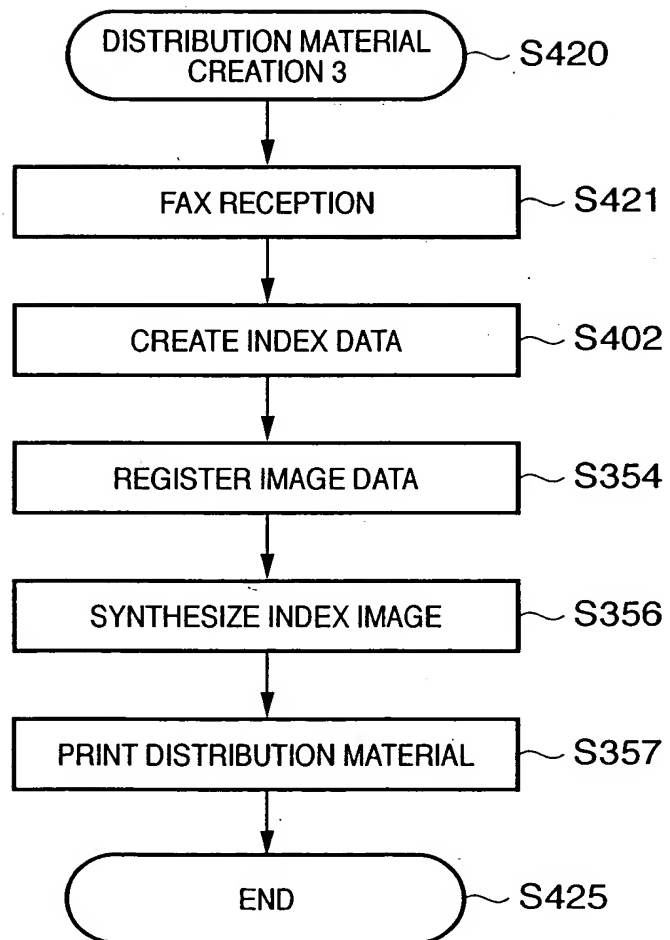 DISTRIBUTION MATERIAL
CREATION 3
S420
FAX RECEPTION
S421
CREATE INDEX DATA
S402
REGISTER IMAGE DATA
S354
SYNTHESIZE INDEX IMAGE
S356
PRINT DISTRIBUTION MATERIAL
S357
END
S425